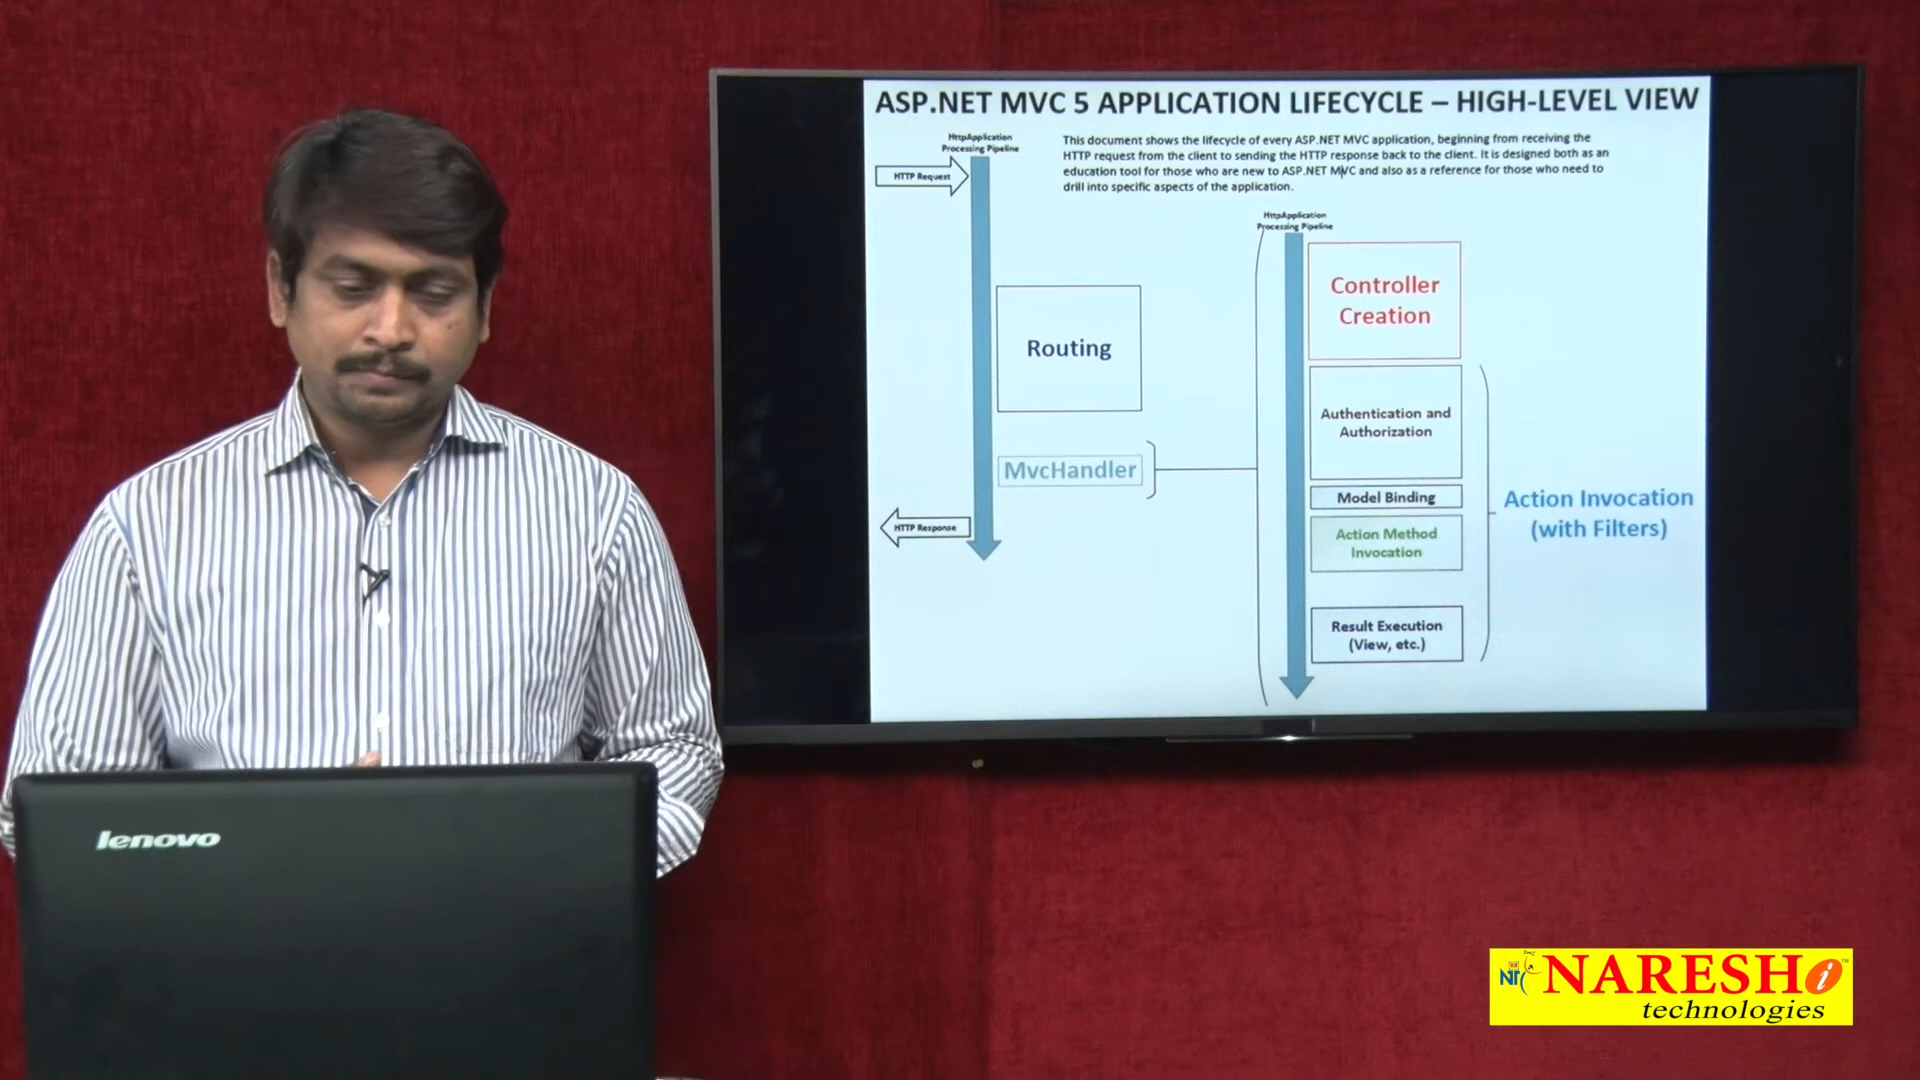 ASP.NET MVC 5 APPLICATION LIFECYCLE – HIGH-LEVEL VIEW
HttpApplication
Processing Pipeline
This document shows the lifecycle of every ASP.NET MVC application, beginning from receiving the
HTTP request from the client to sending the HTTP response back to the client. It is designed both as an
education tool for those who are new to ASP.NET MVC and also as a reference for those who need to
drill into specific aspects of the application.
HTTP Request
HttpApplication
Processing Pipeline
Controller
Creation
Routing
Authentication and
Authorization
MvcHandler
Model Binding
Action Invocation
(with Filters)
HTTP Response
Action Method
Invocation
Result Execution
(View, etc.)
lenovo
NT NARESH i ™
technologies